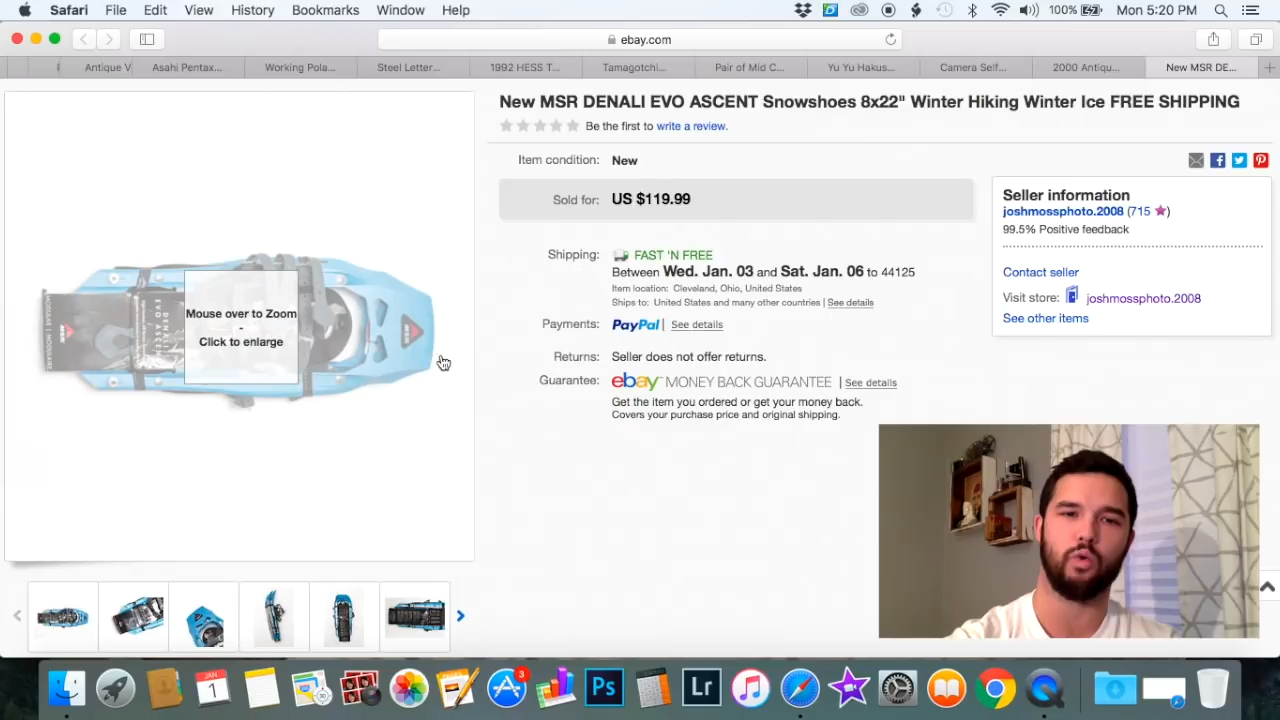 Safari File Edit View History Bookmarks Window Help 100% Mon 5:20 PM
ebay.com
Antique V Asahi Pentax... Working Pola... Steel Letter... 1992 HESS T... Tamagotchi... Pair of Mid C... Yu Yu Hakus... Camera Self... 2000 Antiqu... New MSR DE...
New MSR DENALI EVO ASCENT Snowshoes 8x22" Winter Hiking Winter Ice FREE SHIPPING
Be the first to write a review.
Item condition: New
Sold for: US $119.99
Shipping: FAST 'N FREE
Between Wed. Jan. 03 and Sat. Jan. 06 to 44125
Item location: Cleveland, Ohio, United States
Ships to: United States and many other countries | See details
Payments: PayPal | See details
Returns: Seller does not offer returns.
Guarantee: ebay MONEY BACK GUARANTEE | See details
Get the item you ordered or get your money back.
Covers your purchase price and original shipping.
Seller information
joshmossphoto.2008 (715)
99.5% Positive feedback
Contact seller
Visit store: joshmossphoto.2008
See other items
Mouse over to Zoom
-
Click to enlarge
DENALI
EVO ASCENT
MSR
JAN
1
30
3
Ps
Lr